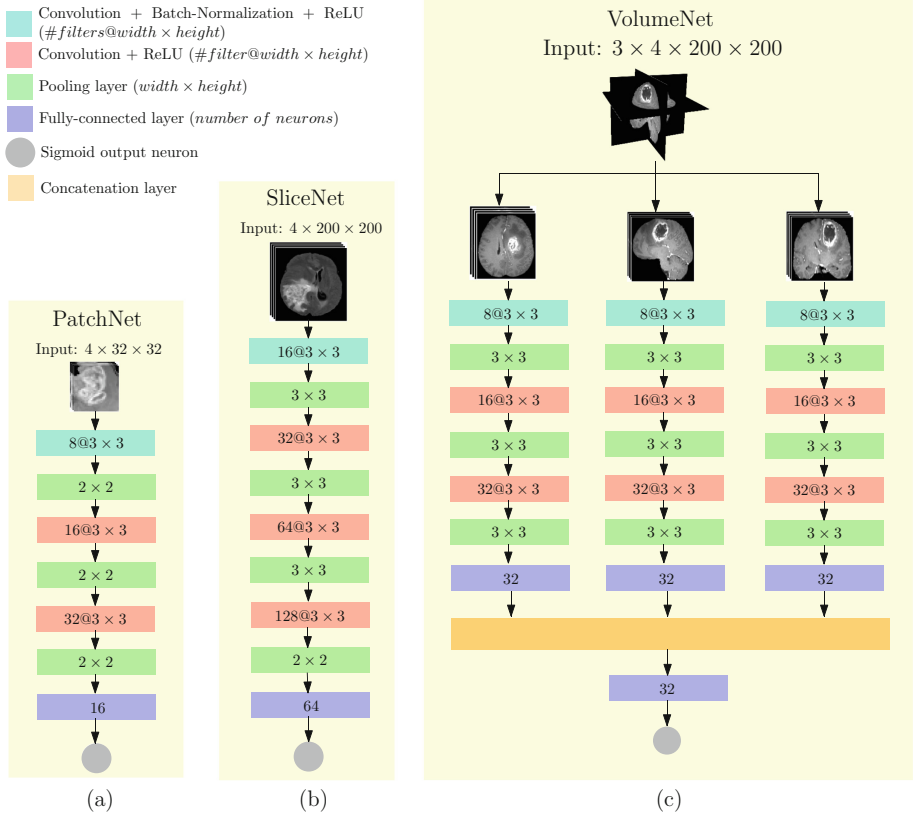 Convolution + Batch-Normalization + ReLU
(#filters@width × height)
Convolution + ReLU (#filter@width × height)
Pooling layer (width × height)
Fully-connected layer (number of neurons)
Sigmoid output neuron
Concatenation layer
PatchNet
Input: 4 × 32 × 32
8@3 × 3
2 × 2
16@3 × 3
2 × 2
32@3 × 3
2 × 2
16
(a)
SliceNet
Input: 4 × 200 × 200
16@3 × 3
3 × 3
32@3 × 3
3 × 3
64@3 × 3
3 × 3
128@3 × 3
2 × 2
64
(b)
VolumeNet
Input: 3 × 4 × 200 × 200
8@3 × 3
8@3 × 3
8@3 × 3
3 × 3
3 × 3
3 × 3
16@3 × 3
16@3 × 3
16@3 × 3
3 × 3
3 × 3
3 × 3
32@3 × 3
32@3 × 3
32@3 × 3
3 × 3
3 × 3
3 × 3
32
32
32
32
(c)